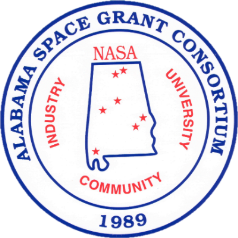 ALABAMA SPACE GRANT CONSORTIUM
NASA
INDUSTRY
UNIVERSITY
COMMUNITY
1989